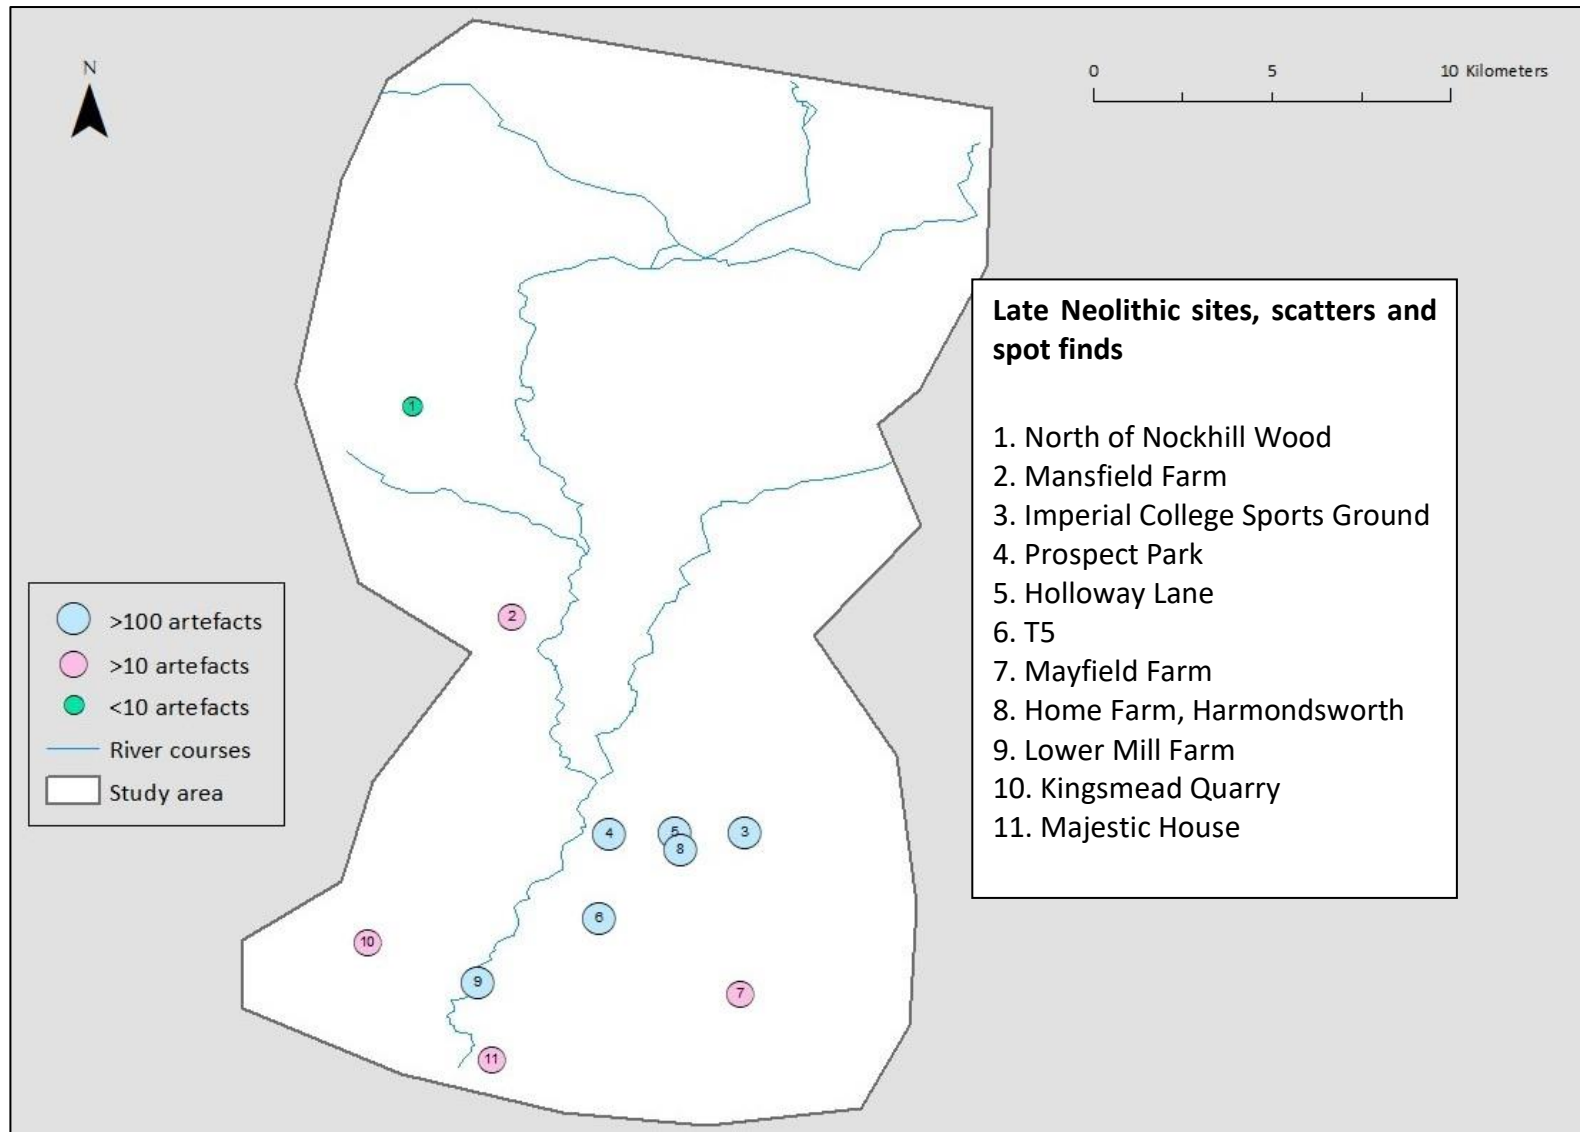 N
0 5 10 Kilometers
Late Neolithic sites, scatters and
spot finds
1. North of Nockhill Wood
2. Mansfield Farm
3. Imperial College Sports Ground
4. Prospect Park
5. Holloway Lane
6. T5
7. Mayfield Farm
8. Home Farm, Harmondsworth
9. Lower Mill Farm
10. Kingsmead Quarry
11. Majestic House
>100 artefacts
>10 artefacts
<10 artefacts
River courses
Study area
1
2
4
5
3
8
6
10
9
7
11